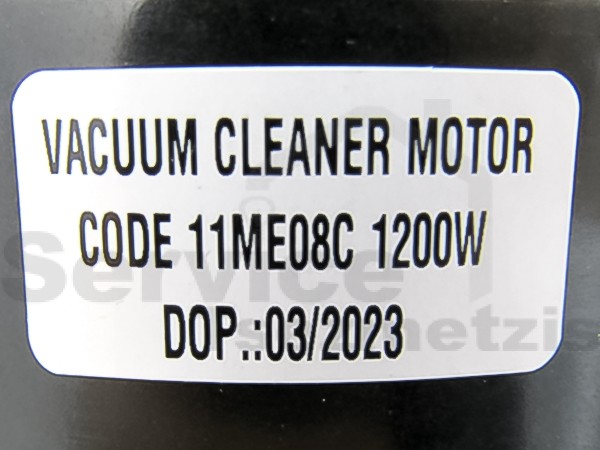 VACUUM CLEANER MOTOR
CODE 11ME08C 1200W
DOP.:03/2023
Service